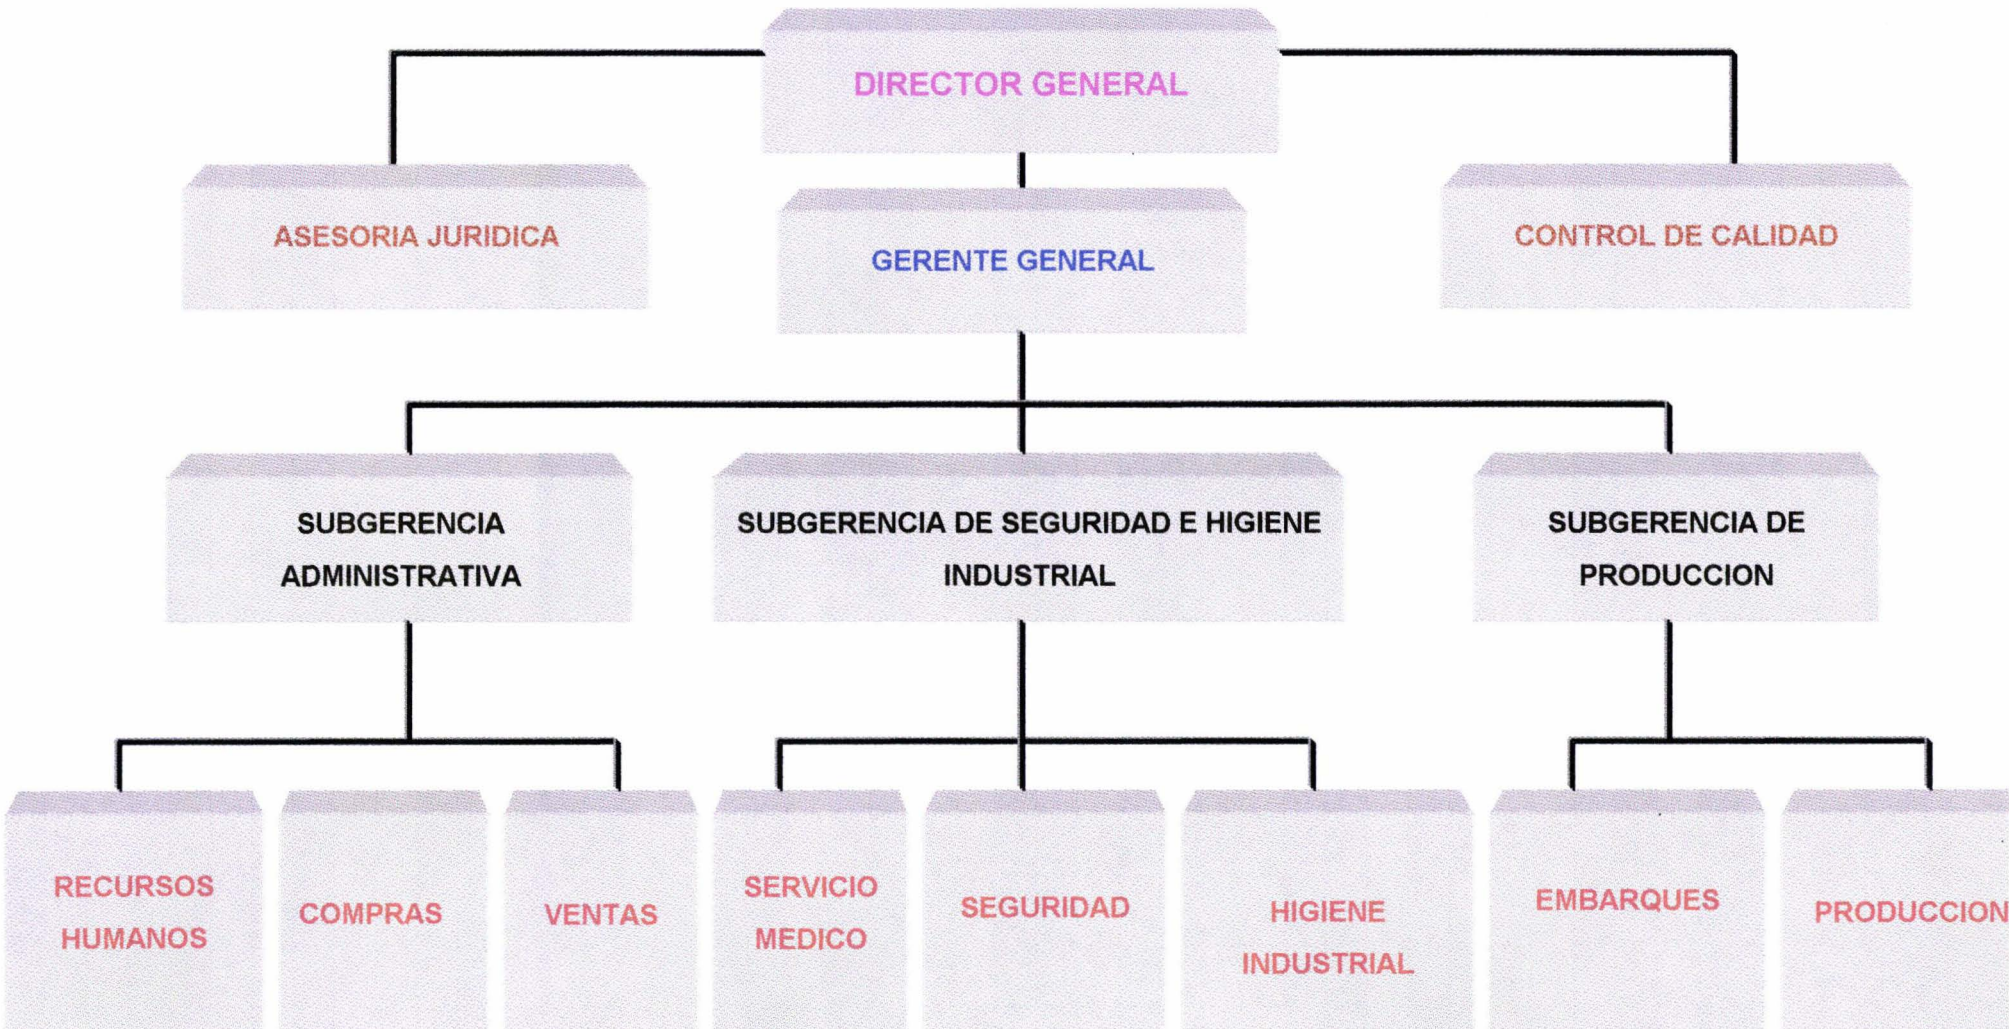 DIRECTOR GENERAL
ASESORIA JURIDICA
GERENTE GENERAL
CONTROL DE CALIDAD
SUBGERENCIA
ADMINISTRATIVA
SUBGERENCIA DE SEGURIDAD E HIGIENE
INDUSTRIAL
SUBGERENCIA DE
PRODUCCION
RECURSOS
HUMANOS
COMPRAS
VENTAS
SERVICIO
MEDICO
SEGURIDAD
HIGIENE
INDUSTRIAL
EMBARQUES
PRODUCCION